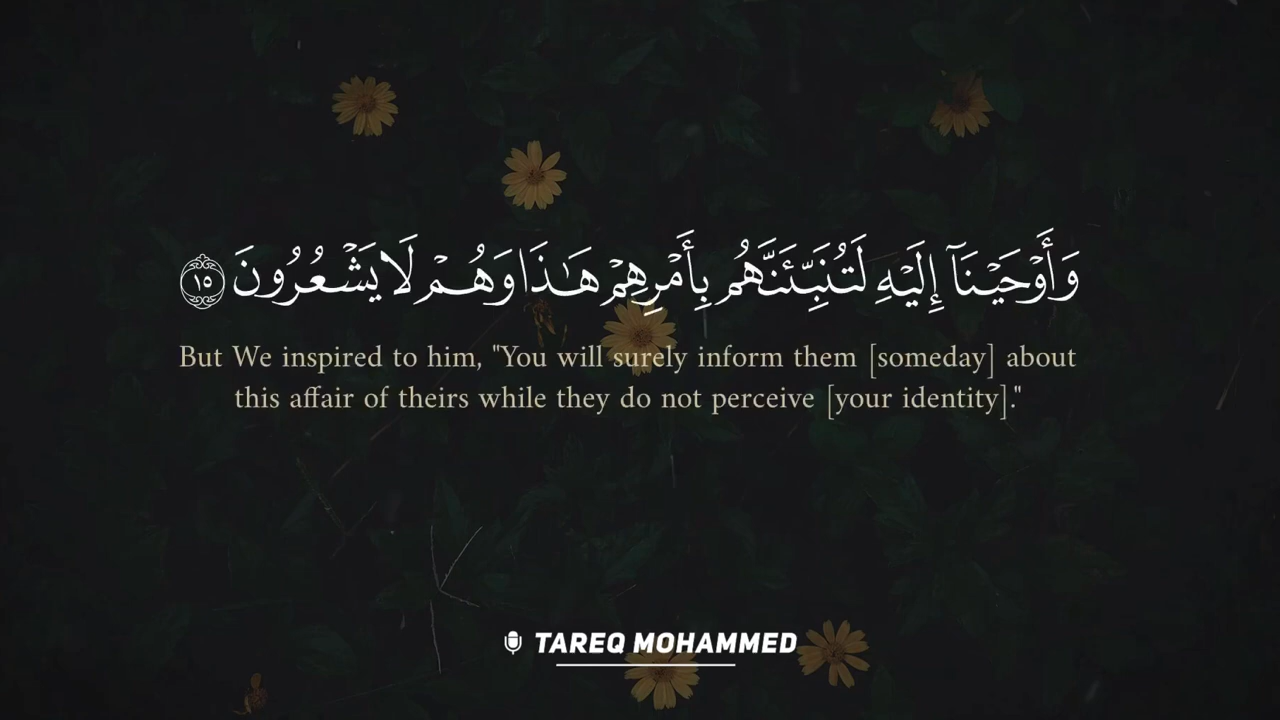 وَأَوْحَيْنَآ إِلَيْهِ لَتُنَبِّئَنَّهُم بِأَمْرِهِمْ هَـٰذَا وَهُمْ لَا يَشْعُرُونَ ١٥
But We inspired to him, "You will surely inform them [someday] about
this affair of theirs while they do not perceive [your identity]."
TAREQ MOHAMMED